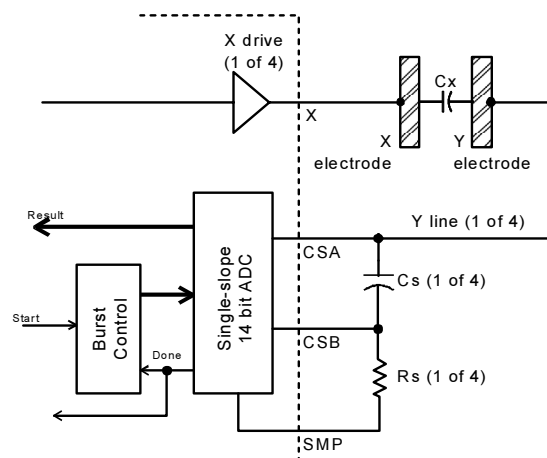 X drive
(1 of 4)
X
Cx
X
Y
electrode
electrode
Result
Y line (1 of 4)
CSA
Single-slope
14 bit ADC
Cs (1 of 4)
Start
Burst
Control
CSB
Done
Rs (1 of 4)
SMP